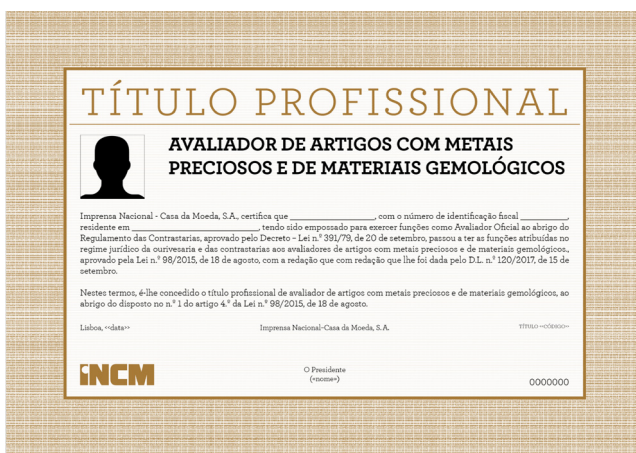 TÍTULO PROFISSIONAL
AVALIADOR DE ARTIGOS COM METAIS
PRECIOSOS E DE MATERIAIS GEMOLÓGICOS
Imprensa Nacional - Casa da Moeda, S.A., certifica que ____________________, com o número de identificação fiscal ___________,
residente em ______________________________, tendo sido empossado para exercer funções como Avaliador Oficial ao abrigo do
Regulamento das Contrastarias, aprovado pelo Decreto – Lei n.º 391/79, de 20 de setembro, passou a ter as funções atribuídas no
regime jurídico da ourivesaria e das contrastarias aos avaliadores de artigos com metais preciosos e de materiais gemológicos.,
aprovado pela Lei n.º 98/2015, de 18 de agosto, com a redação que com redação que lhe foi dada pelo D.L. n.º 120/2017, de 15 de
setembro.
Nestes termos, é-lhe concedido o título profissional de avaliador de artigos com metais preciosos e de materiais gemológicos, ao
abrigo do disposto no n.º 1 do artigo 4.º da Lei n.º 98/2015, de 18 de agosto.
Lisboa, <<data>>
Imprensa Nacional-Casa da Moeda, S. A.
TÍTULO <<CÓDIGO>>
INCM
O Presidente
(«nome»)
0000000